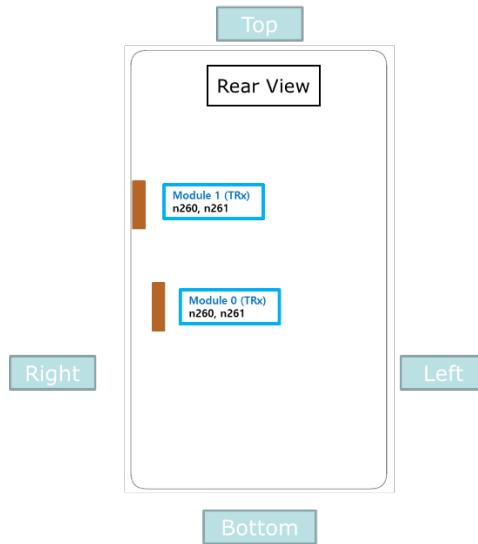 Top
Rear View
Module 1 (TRx)
n260, n261
Module 0 (TRx)
n260, n261
Right
Left
Bottom